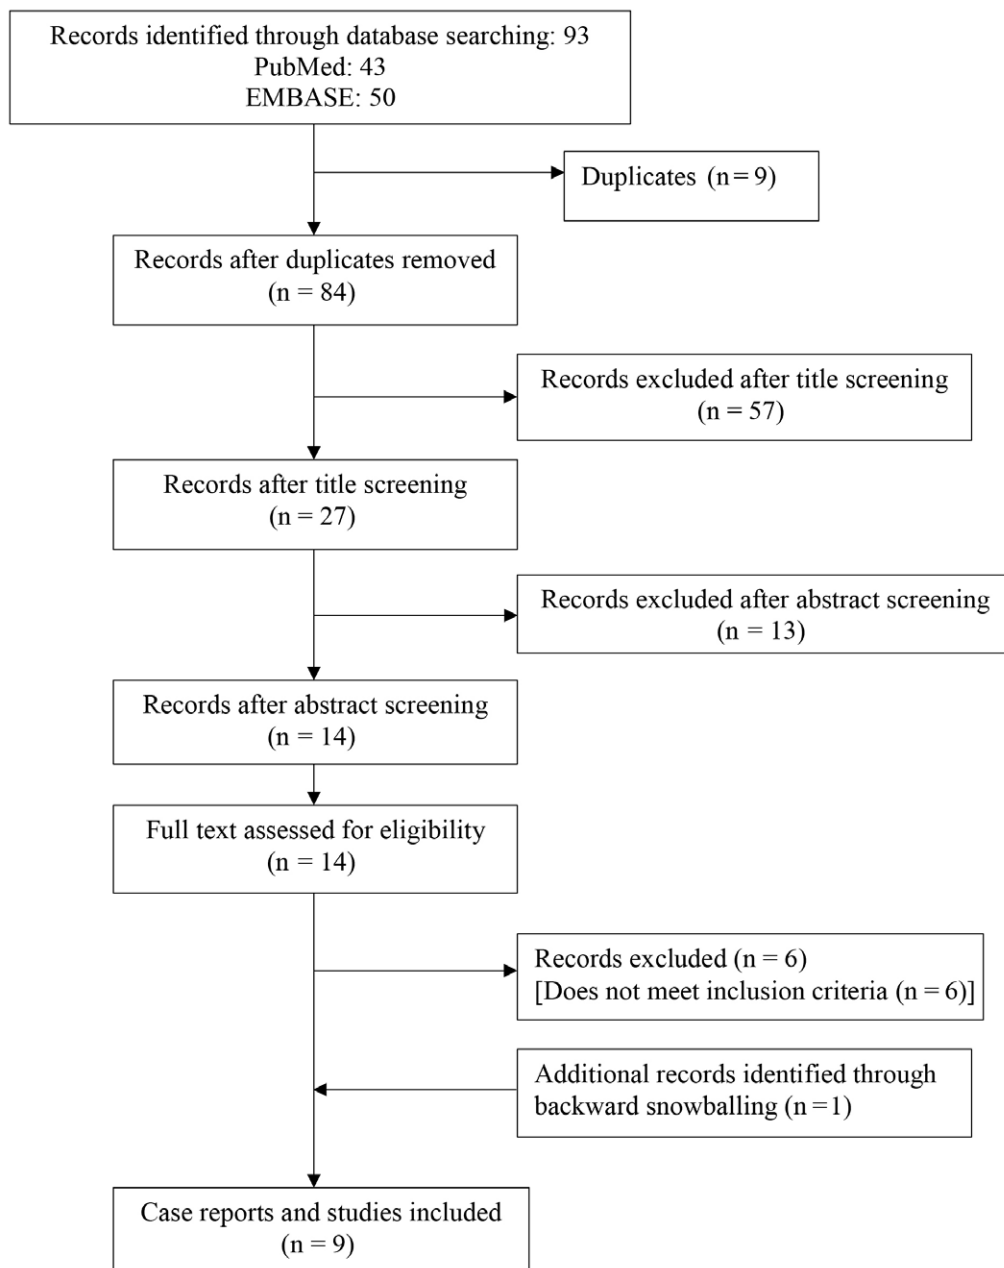 Records identified through database searching: 93
PubMed: 43
EMBASE: 50
Duplicates (n = 9)
Records after duplicates removed
(n = 84)
Records excluded after title screening
(n = 57)
Records after title screening
(n = 27)
Records excluded after abstract screening
(n = 13)
Records after abstract screening
(n = 14)
Full text assessed for eligibility
(n = 14)
Records excluded (n = 6)
[Does not meet inclusion criteria (n = 6)]
Additional records identified through
backward snowballing (n =1)
Case reports and studies included
(n = 9)